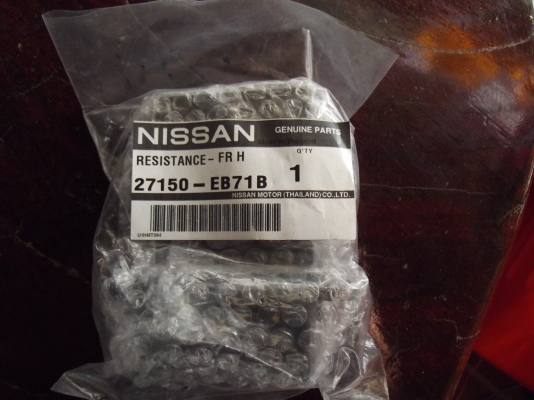 NISSAN GENUINE PARTS
RESISTANCE- FR H Q'TY
27150-EB71B 1
NISSAN MOTOR (THAILAND) CO.,LTD.